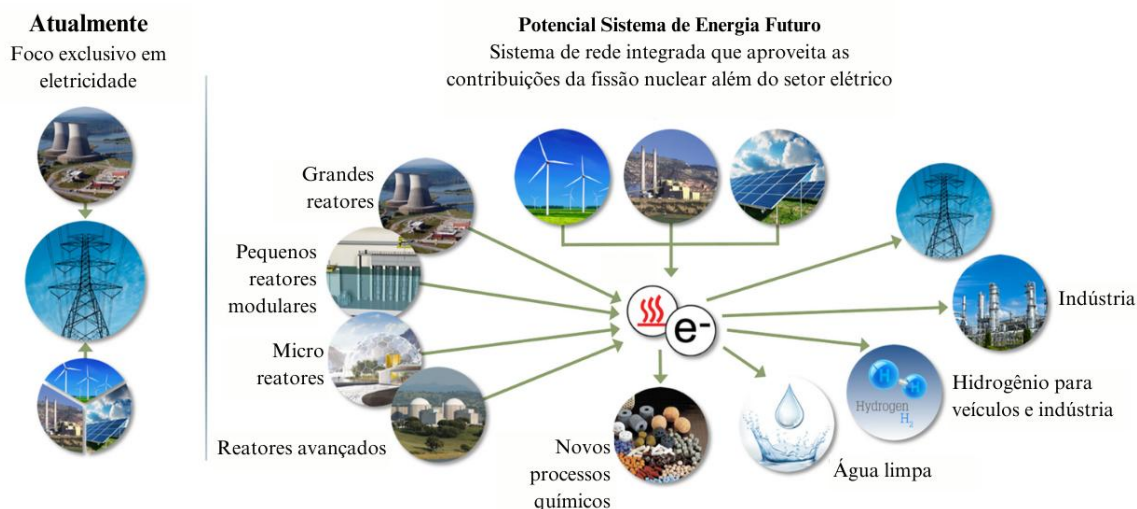 Atualmente
Foco exclusivo em
eletricidade
Potencial Sistema de Energia Futuro
Sistema de rede integrada que aproveita as
contribuições da fissão nuclear além do setor elétrico
Grandes
reatores
Pequenos
reatores
modulares
Micro
reatores
Reatores avançados
e-
Novos
processos
químicos
Água limpa
H H
Hydrogen
H2
Hidrogênio para
veículos e indústria
Indústria